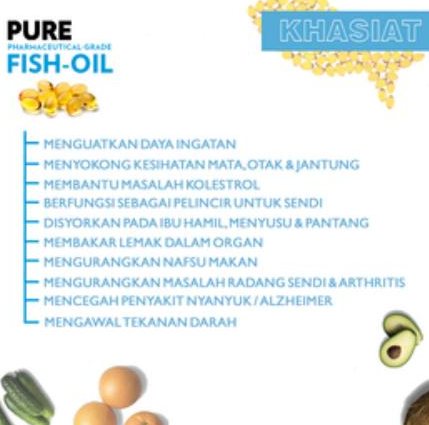 PURE
PHARMACEUTICAL-GRADE
FISH-OIL
KHASIAT
MENGUATKAN DAYA INGATAN
MENYOKONG KESIHATAN MATA, OTAK & JANTUNG
MEMBANTU MASALAH KOLESTROL
BERFUNGSI SEBAGAI PELINCIR UNTUK SENDI
DISYORKAN PADA IBU HAMIL, MENYUSU & PANTANG
MEMBAKAR LEMAK DALAM ORGAN
MENGURANGKAN NAFSU MAKAN
MENGURANGKAN MASALAH RADANG SENDI & ARTHRITIS
MENCEGAH PENYAKIT NYANYUK / ALZHEIMER
MENGAWAL TEKANAN DARAH